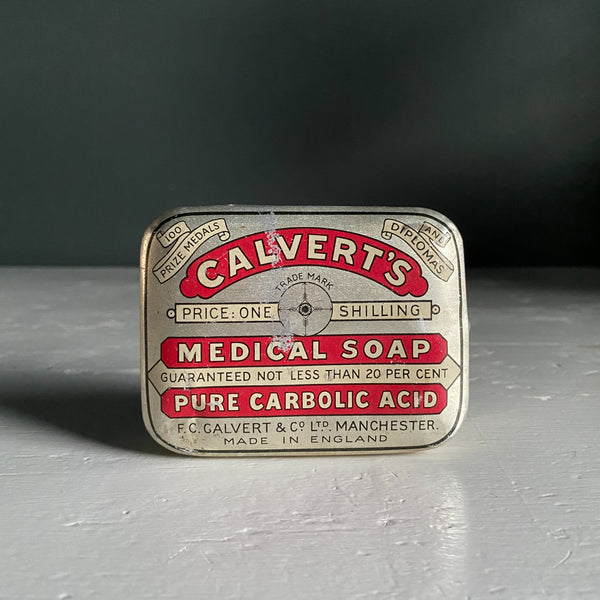 100
PRIZE MEDALS
AND
DIPLOMAS
CALVERT'S
TRADE MARK
PRICE: ONE SHILLING
MEDICAL SOAP
GUARANTEED NOT LESS THAN 20 PER CENT
PURE CARBOLIC ACID
F.C. CALVERT & Co LTD. MANCHESTER.
MADE IN ENGLAND